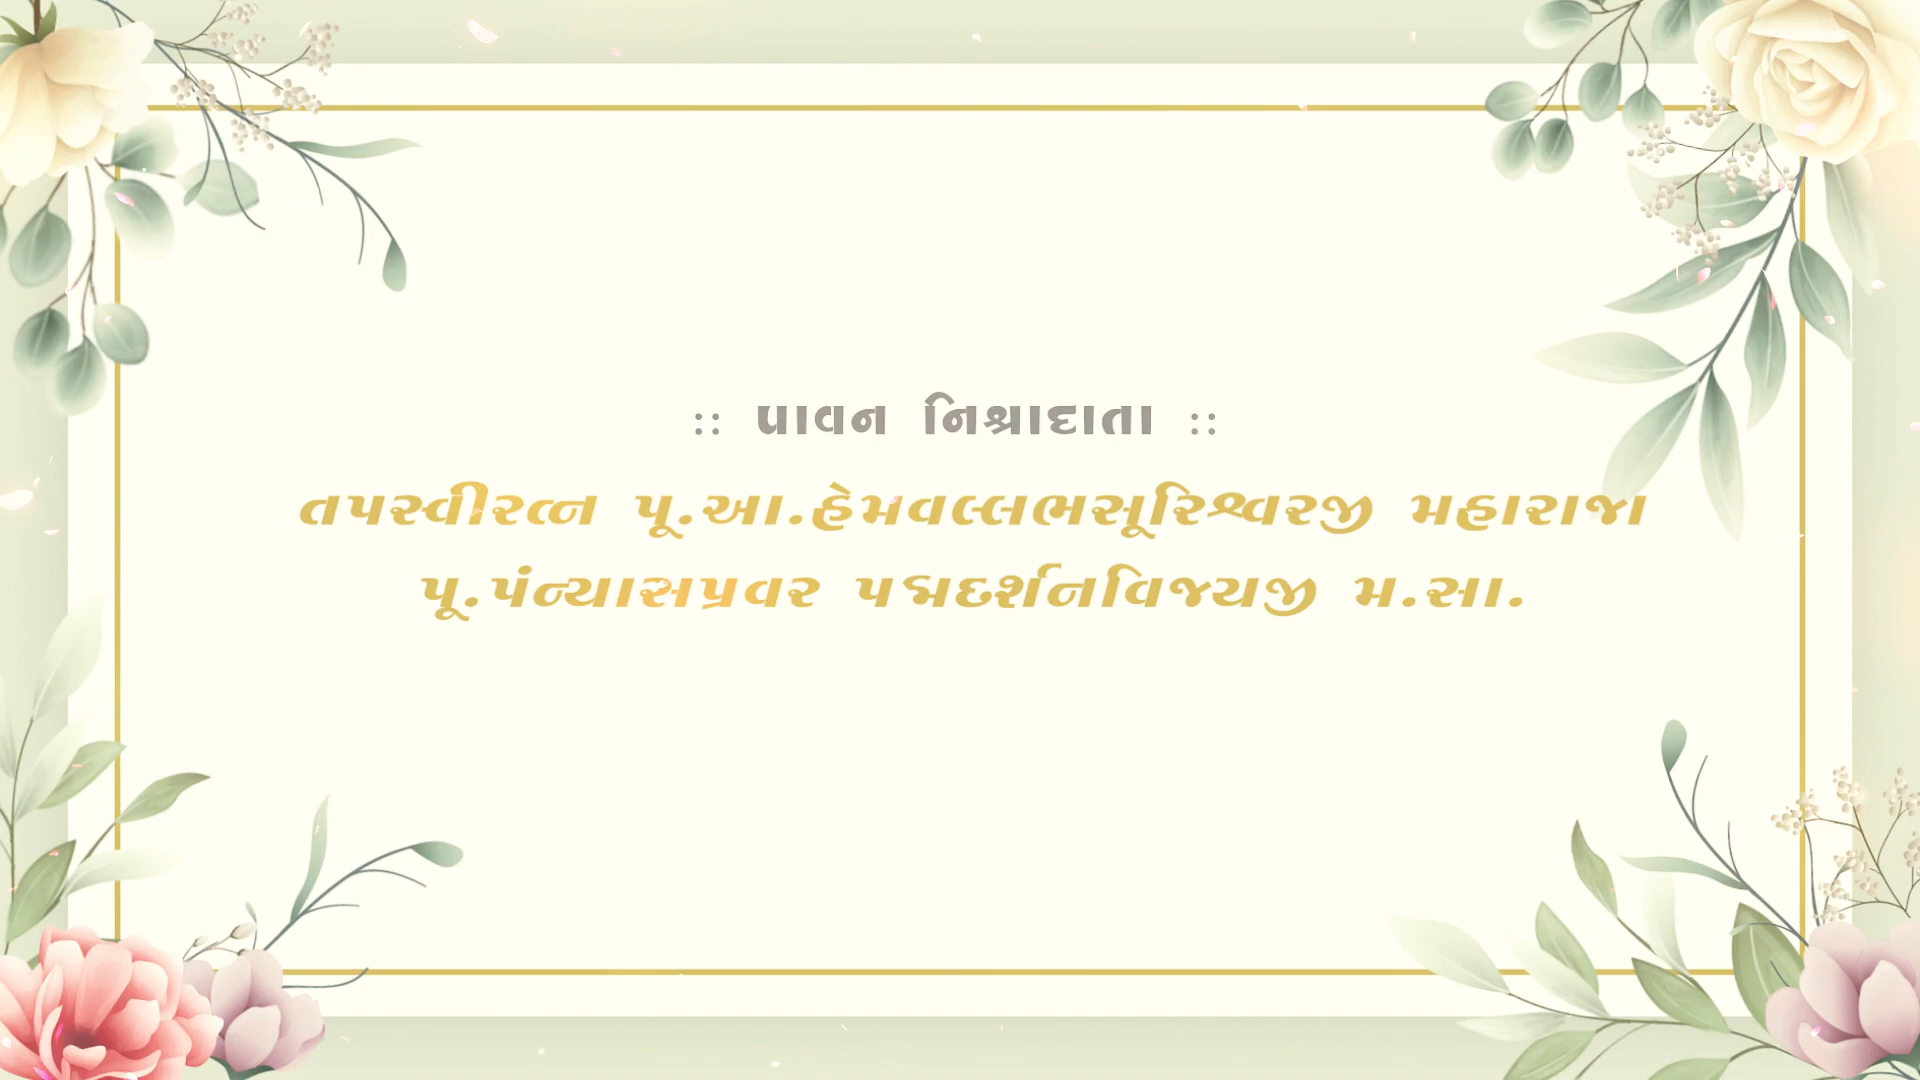 :: પાવન નિશ્રાદાતા ::
તપસ્વીરત્ન પૂ.આ.હેમવલ્લભસૂરિશ્વરજી મહારાજા
પૂ.પંન્યાસપ્રવર પદ્મદર્શનવિજયજી મ.સા.